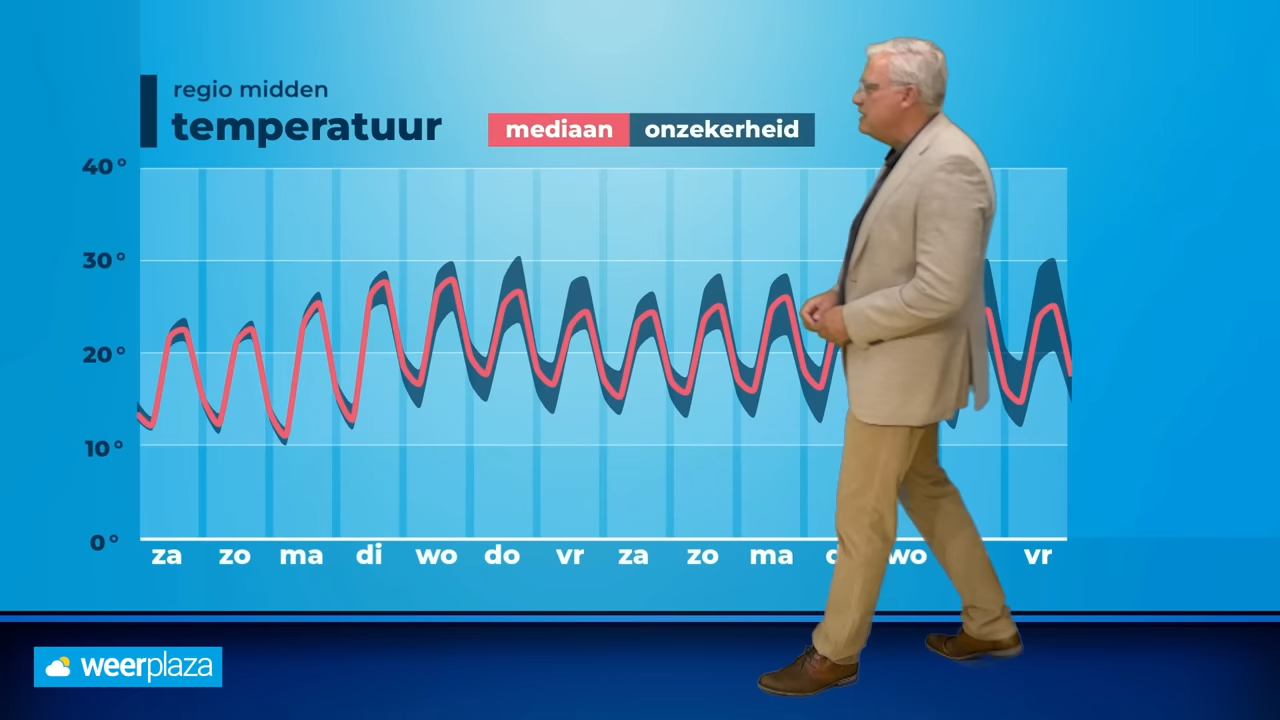 regio midden
temperatuur
mediaan onzekerheid
40°
30°
20°
10°
0°
za zo ma di wo do vr za zo ma wo vr
weerplaza